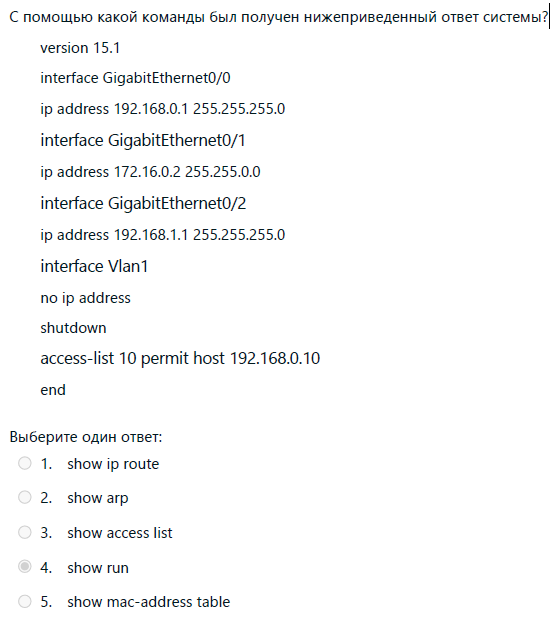 С помощью какой команды был получен нижеприведенный ответ системы?
version 15.1
interface GigabitEthernet0/0
ip address 192.168.0.1 255.255.255.0
interface GigabitEthernet0/1
ip address 172.16.0.2 255.255.0.0
interface GigabitEthernet0/2
ip address 192.168.1.1 255.255.255.0
interface Vlan1
no ip address
shutdown
access-list 10 permit host 192.168.0.10
end
Выберите один ответ:
1. show ip route
2. show arp
3. show access list
4. show run
5. show mac-address table